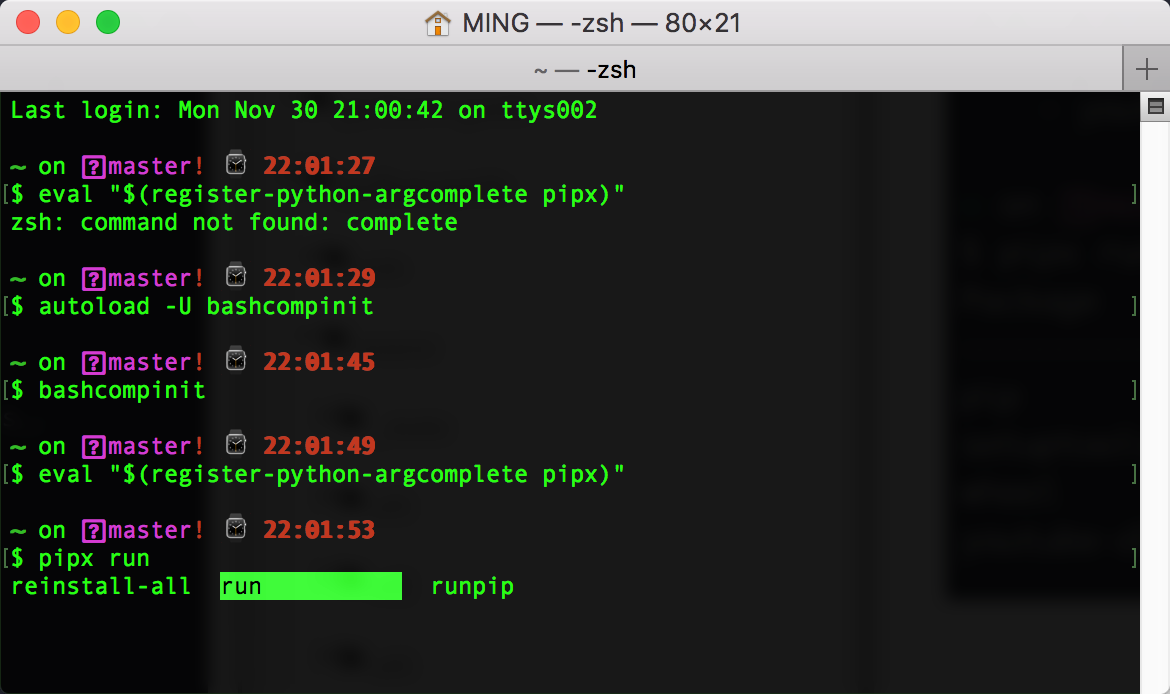 MING — -zsh — 80×21
~ — -zsh
Last login: Mon Nov 30 21:00:42 on ttys002
~ on ?master! 22:01:27
[$ eval "$(register-python-argcomplete pipx)" ]
zsh: command not found: complete
~ on ?master! 22:01:29
[$ autoload -U bashcompinit ]
~ on ?master! 22:01:45
[$ bashcompinit ]
~ on ?master! 22:01:49
[$ eval "$(register-python-argcomplete pipx)" ]
~ on ?master! 22:01:53
[$ pipx run ]
reinstall-all run runpip